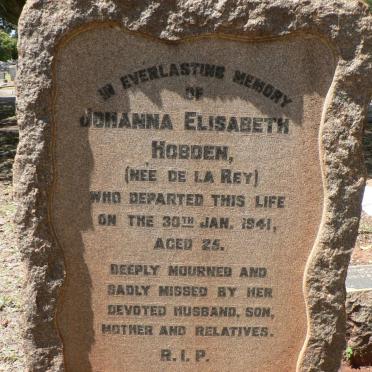 IN EVERLASTING MEMORY
OF
JOHANNA ELISABETH
HOBDEN,
(NÉE DE LA REY)
WHO DEPARTED THIS LIFE
ON THE 30TH JAN. 1941,
AGED 25.
DEEPLY MOURNED AND
SADLY MISSED BY HER
DEVOTED HUSBAND, SON,
MOTHER AND RELATIVES.
R.I.P.